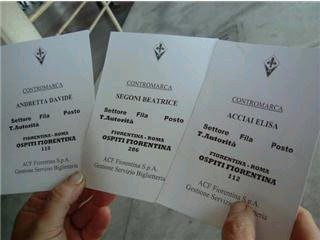 CONTROMARCA
ANDRETTA DAVIDE
Settore Fila Posto
T.Autorità
FIORENTINA - ROMA
OSPITI FIORENTINA
112
ACF Fiorentina S.p.A.
Gestione Servizio Biglietteria
CONTROMARCA
SEGONI BEATRICE
Settore Fila Posto
T.Autorità
FIORENTINA - ROMA
OSPITI FIORENTINA
206
ACF Fiorentina S.p.A.
Gestione Servizio Biglietteria
CONTROMARCA
ACCIAI ELISA
Settore Fila Posto
T.Autorità
FIORENTINA - ROMA
OSPITI FIORENTINA
112
ACF Fiorentina S.p.A.
Gestione Servizio Biglietteria